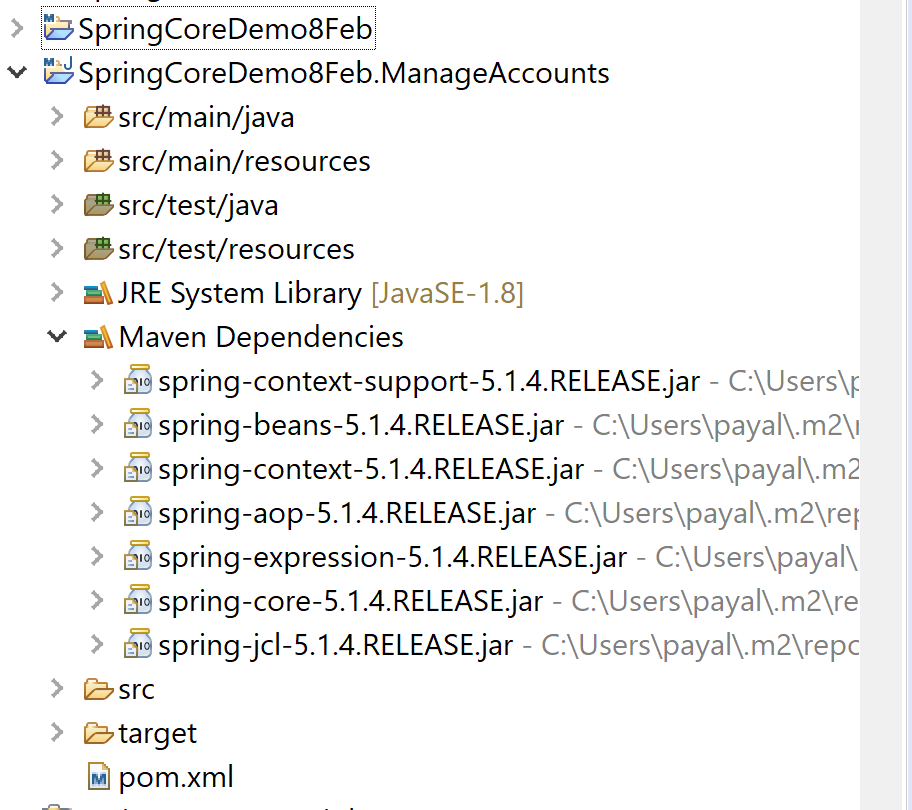 SpringCoreDemo8Feb
SpringCoreDemo8Feb.ManageAccounts
src/main/java
src/main/resources
src/test/java
src/test/resources
JRE System Library [JavaSE-1.8]
Maven Dependencies
spring-context-support-5.1.4.RELEASE.jar - C:\Users\p
spring-beans-5.1.4.RELEASE.jar - C:\Users\payal\.m2\
spring-context-5.1.4.RELEASE.jar - C:\Users\payal\.m2
spring-aop-5.1.4.RELEASE.jar - C:\Users\payal\.m2\rep
spring-expression-5.1.4.RELEASE.jar - C:\Users\payal\
spring-core-5.1.4.RELEASE.jar - C:\Users\payal\.m2\re
spring-jcl-5.1.4.RELEASE.jar - C:\Users\payal\.m2\repo
src
target
pom.xml